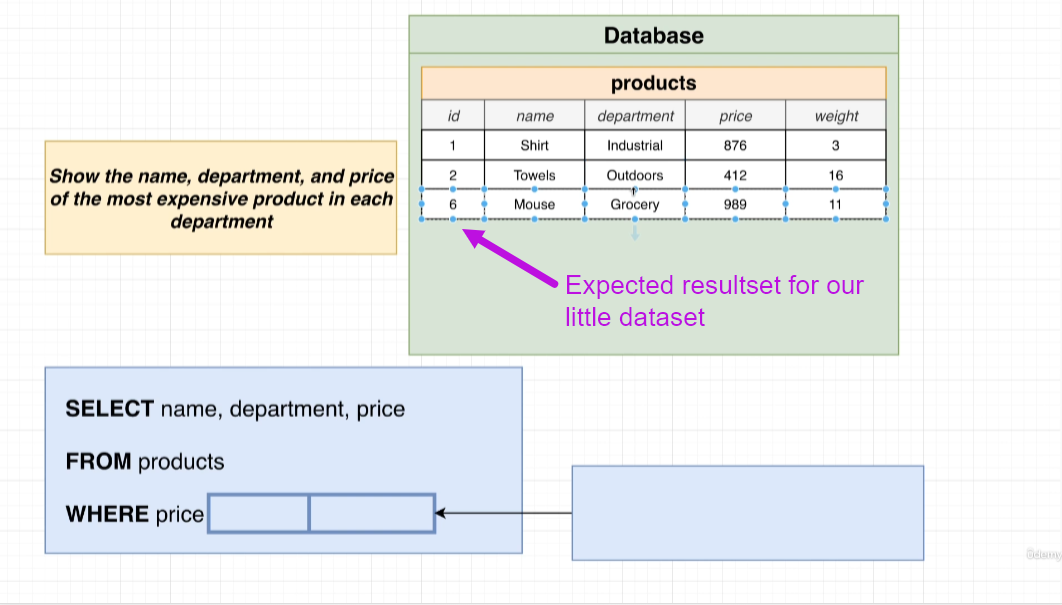 Database
products
id name department price weight
1 Shirt Industrial 876 3
2 Towels Outdoors 412 16
6 Mouse Grocery 989 11
Show the name, department, and price
of the most expensive product in each
department
Expected resultset for our
little dataset
SELECT name, department, price
FROM products
WHERE price
Udemy